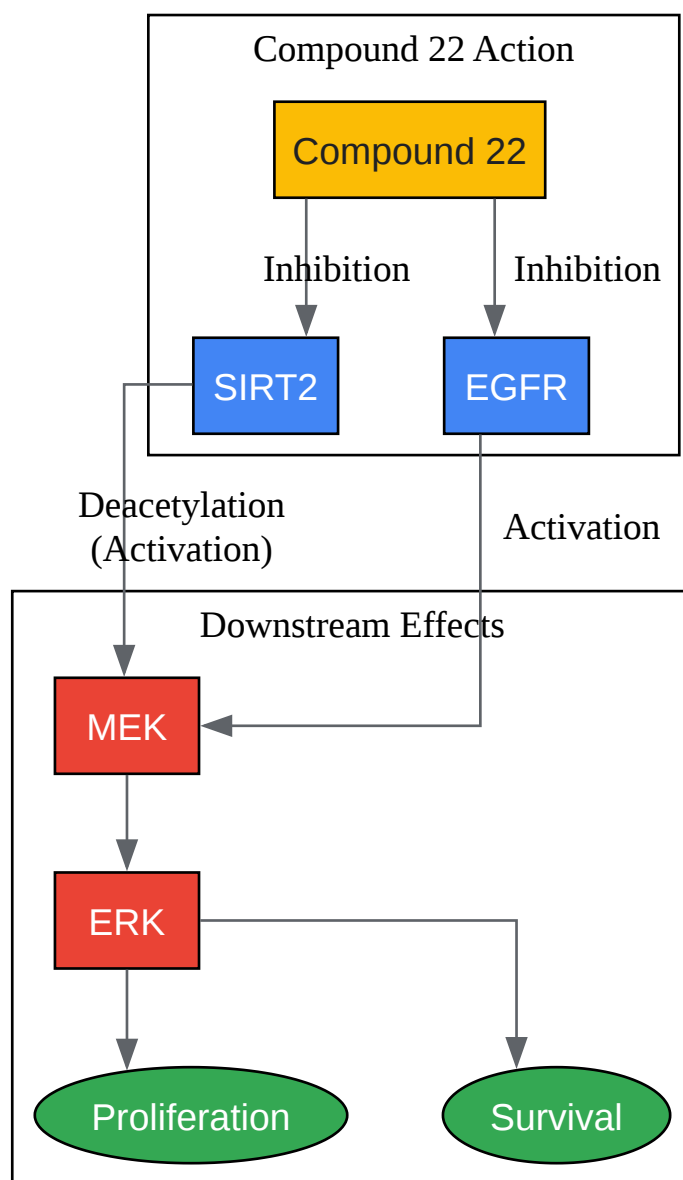 Compound 22 Action
Compound 22
Inhibition
Inhibition
SIRT2
EGFR
Deacetylation
(Activation)
Activation
Downstream Effects
MEK
ERK
Proliferation
Survival